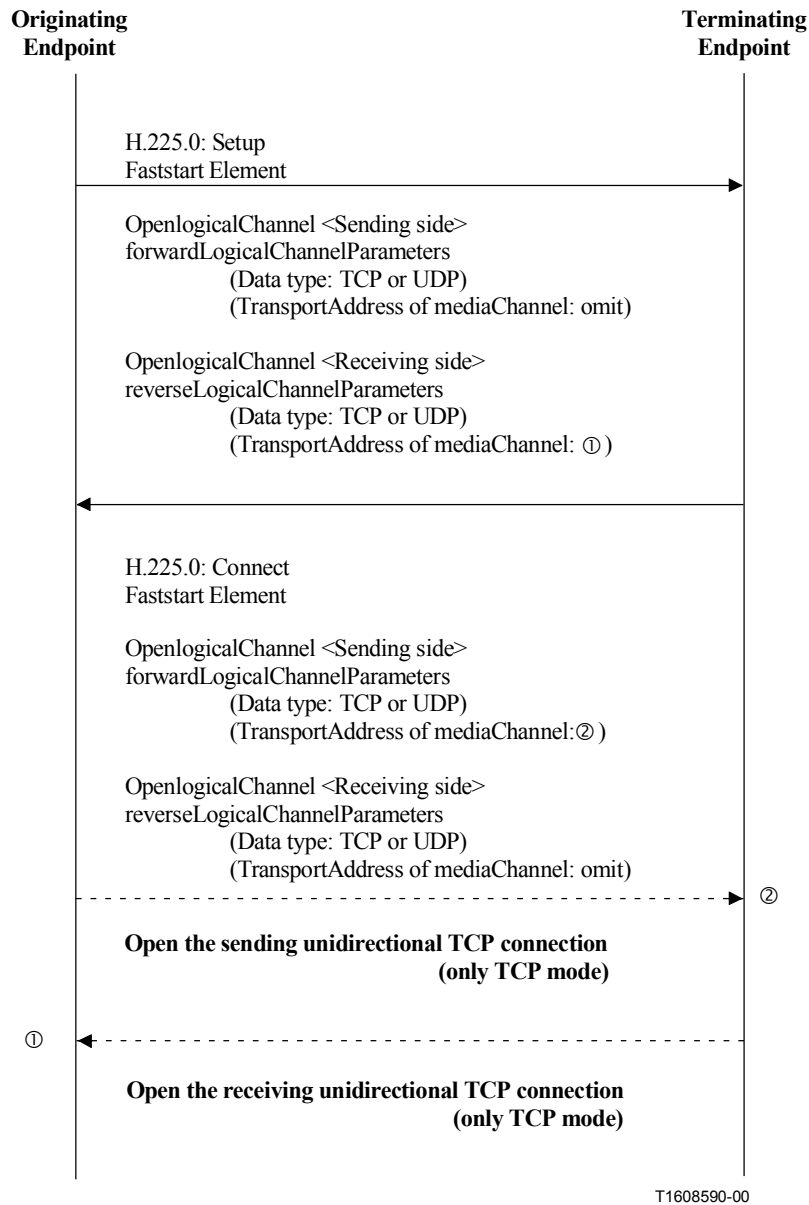 Originating
Endpoint
Terminating
Endpoint
H.225.0: Setup
Faststart Element
OpenlogicalChannel <Sending side>
forwardLogicalChannelParameters
(Data type: TCP or UDP)
(TransportAddress of mediaChannel: omit)
OpenlogicalChannel <Receiving side>
reverseLogicalChannelParameters
(Data type: TCP or UDP)
(TransportAddress of mediaChannel: ①)
H.225.0: Connect
Faststart Element
OpenlogicalChannel <Sending side>
forwardLogicalChannelParameters
(Data type: TCP or UDP)
(TransportAddress of mediaChannel:②)
OpenlogicalChannel <Receiving side>
reverseLogicalChannelParameters
(Data type: TCP or UDP)
(TransportAddress of mediaChannel: omit)
②
Open the sending unidirectional TCP connection
(only TCP mode)
①
Open the receiving unidirectional TCP connection
(only TCP mode)
T1608590-00